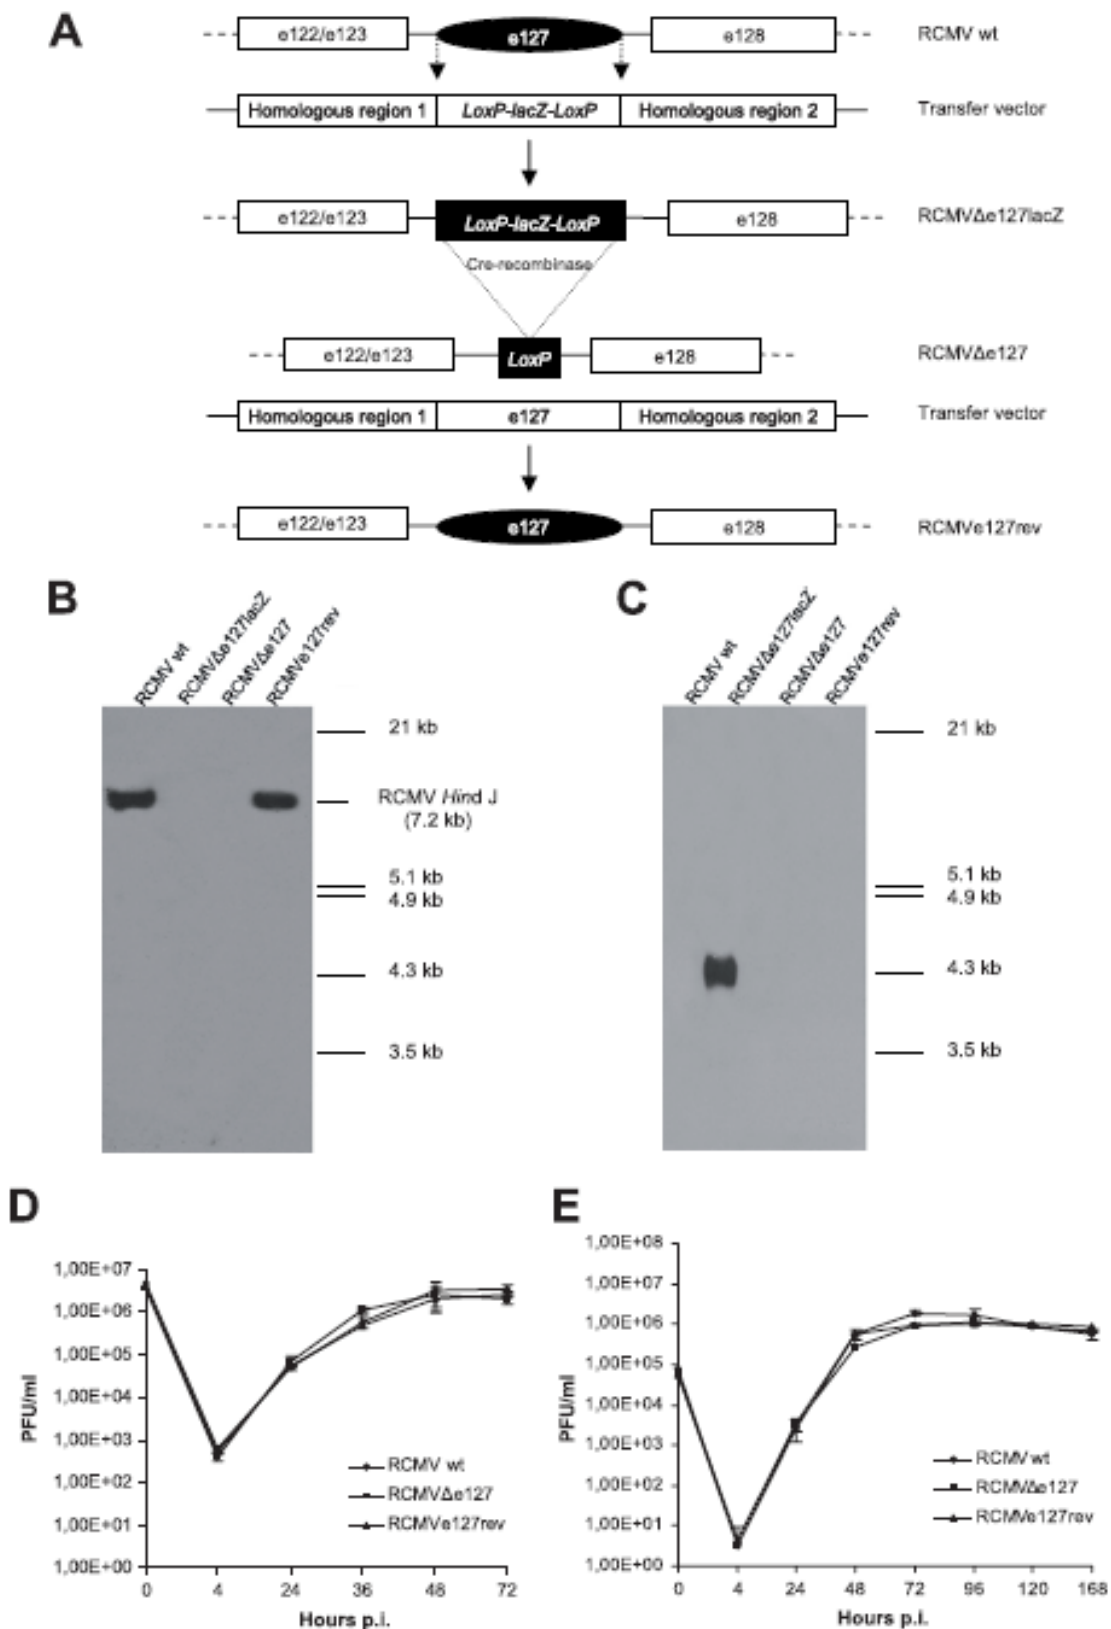 A
e122/e123 e127 e128 RCMV wt
Homologous region 1 LoxP-lacZ-LoxP Homologous region 2 Transfer vector
e122/e123 LoxP-lacZ-LoxP e128 RCMVΔe127lacZ
Cre-recombinase
e122/e123 LoxP e128 RCMVΔe127
Homologous region 1 e127 Homologous region 2 Transfer vector
e122/e123 e127 e128 RCMVe127rev
B
RCMV wt
RCMVΔe127lacZ
RCMVΔe127
RCMVe127rev
21 kb
RCMV Hind J
(7.2 kb)
5.1 kb
4.9 kb
4.3 kb
3.5 kb
C
RCMV wt
RCMVΔe127lacZ
RCMVΔe127
RCMVe127rev
21 kb
5.1 kb
4.9 kb
4.3 kb
3.5 kb
D
PFU/ml
1,00E+07
1,00E+06
1,00E+05
1,00E+04
1,00E+03
1,00E+02
1,00E+01
1,00E+00
RCMV wt
RCMVΔe127
RCMVe127rev
0 4 24 36 48 72
Hours p.i.
E
PFU/ml
1,00E+08
1,00E+07
1,00E+06
1,00E+05
1,00E+04
1,00E+03
1,00E+02
1,00E+01
1,00E+00
RCMV wt
RCMVΔe127
RCMVe127rev
0 4 24 48 72 96 120 168
Hours p.i.